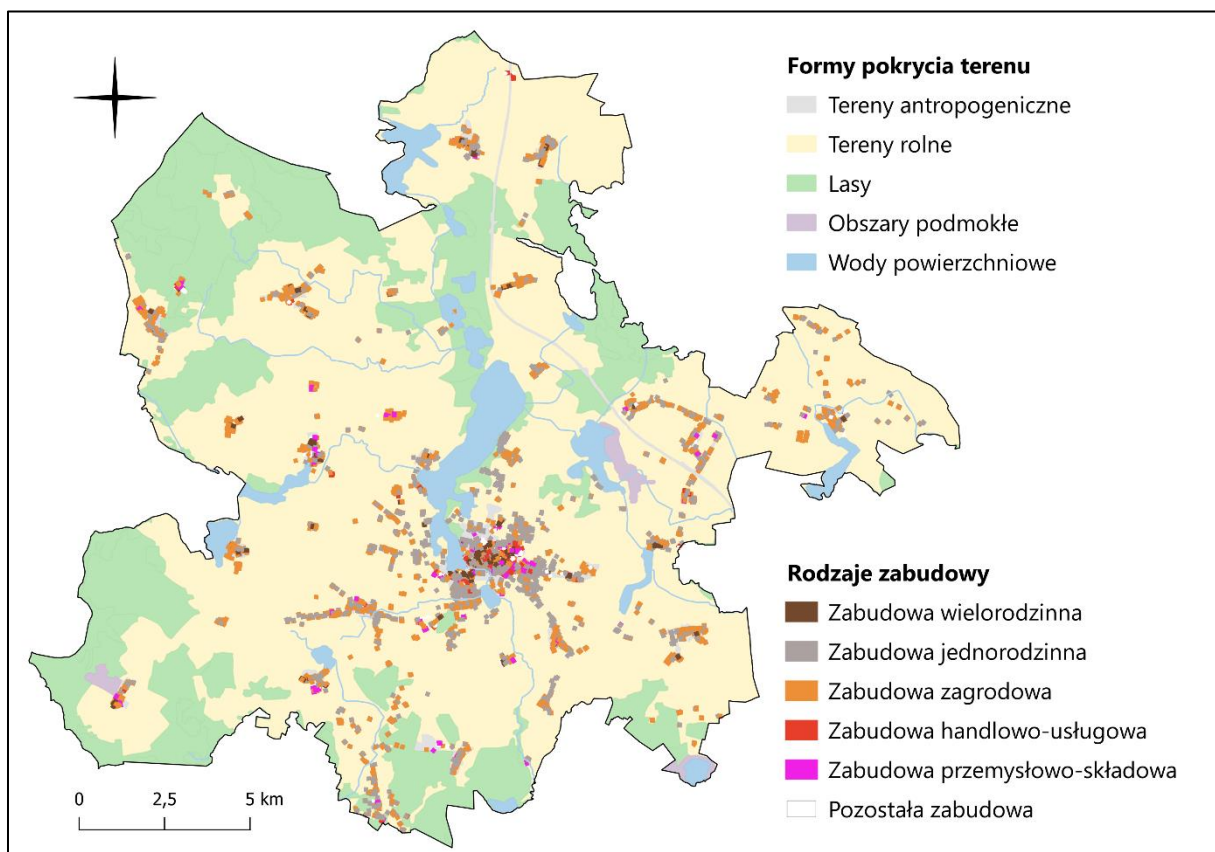 Formy pokrycia terenu
Tereny antropogeniczne
Tereny rolne
Lasy
Obszary podmokłe
Wody powierzchniowe
Rodzaje zabudowy
Zabudowa wielorodzinna
Zabudowa jednorodzinna
Zabudowa zagrodowa
Zabudowa handlowo-usługowa
Zabudowa przemysłowo-składowa
Pozostała zabudowa
0 2,5 5 km